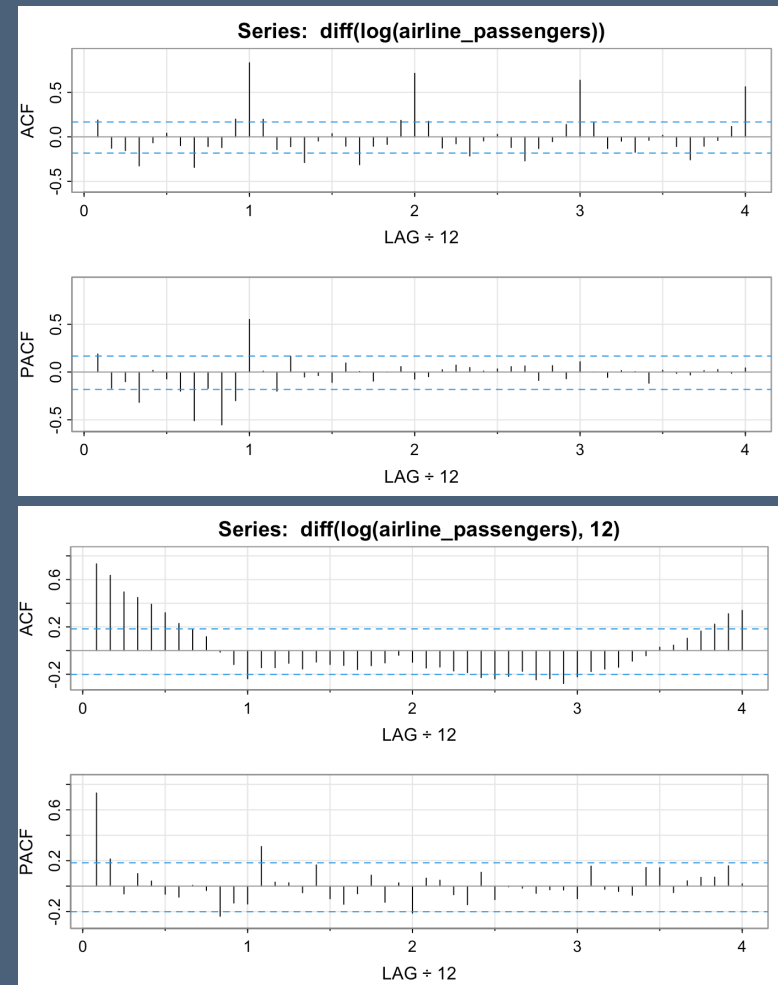 Series: diff(log(airline_passengers))
ACF
0.5
0.0
-0.5
0 1 2 3 4
LAG ÷ 12
PACF
0.5
0.0
-0.5
0 1 2 3 4
LAG ÷ 12
Series: diff(log(airline_passengers), 12)
ACF
0.6
0.2
-0.2
0 1 2 3 4
LAG ÷ 12
PACF
0.6
0.2
-0.2
0 1 2 3 4
LAG ÷ 12